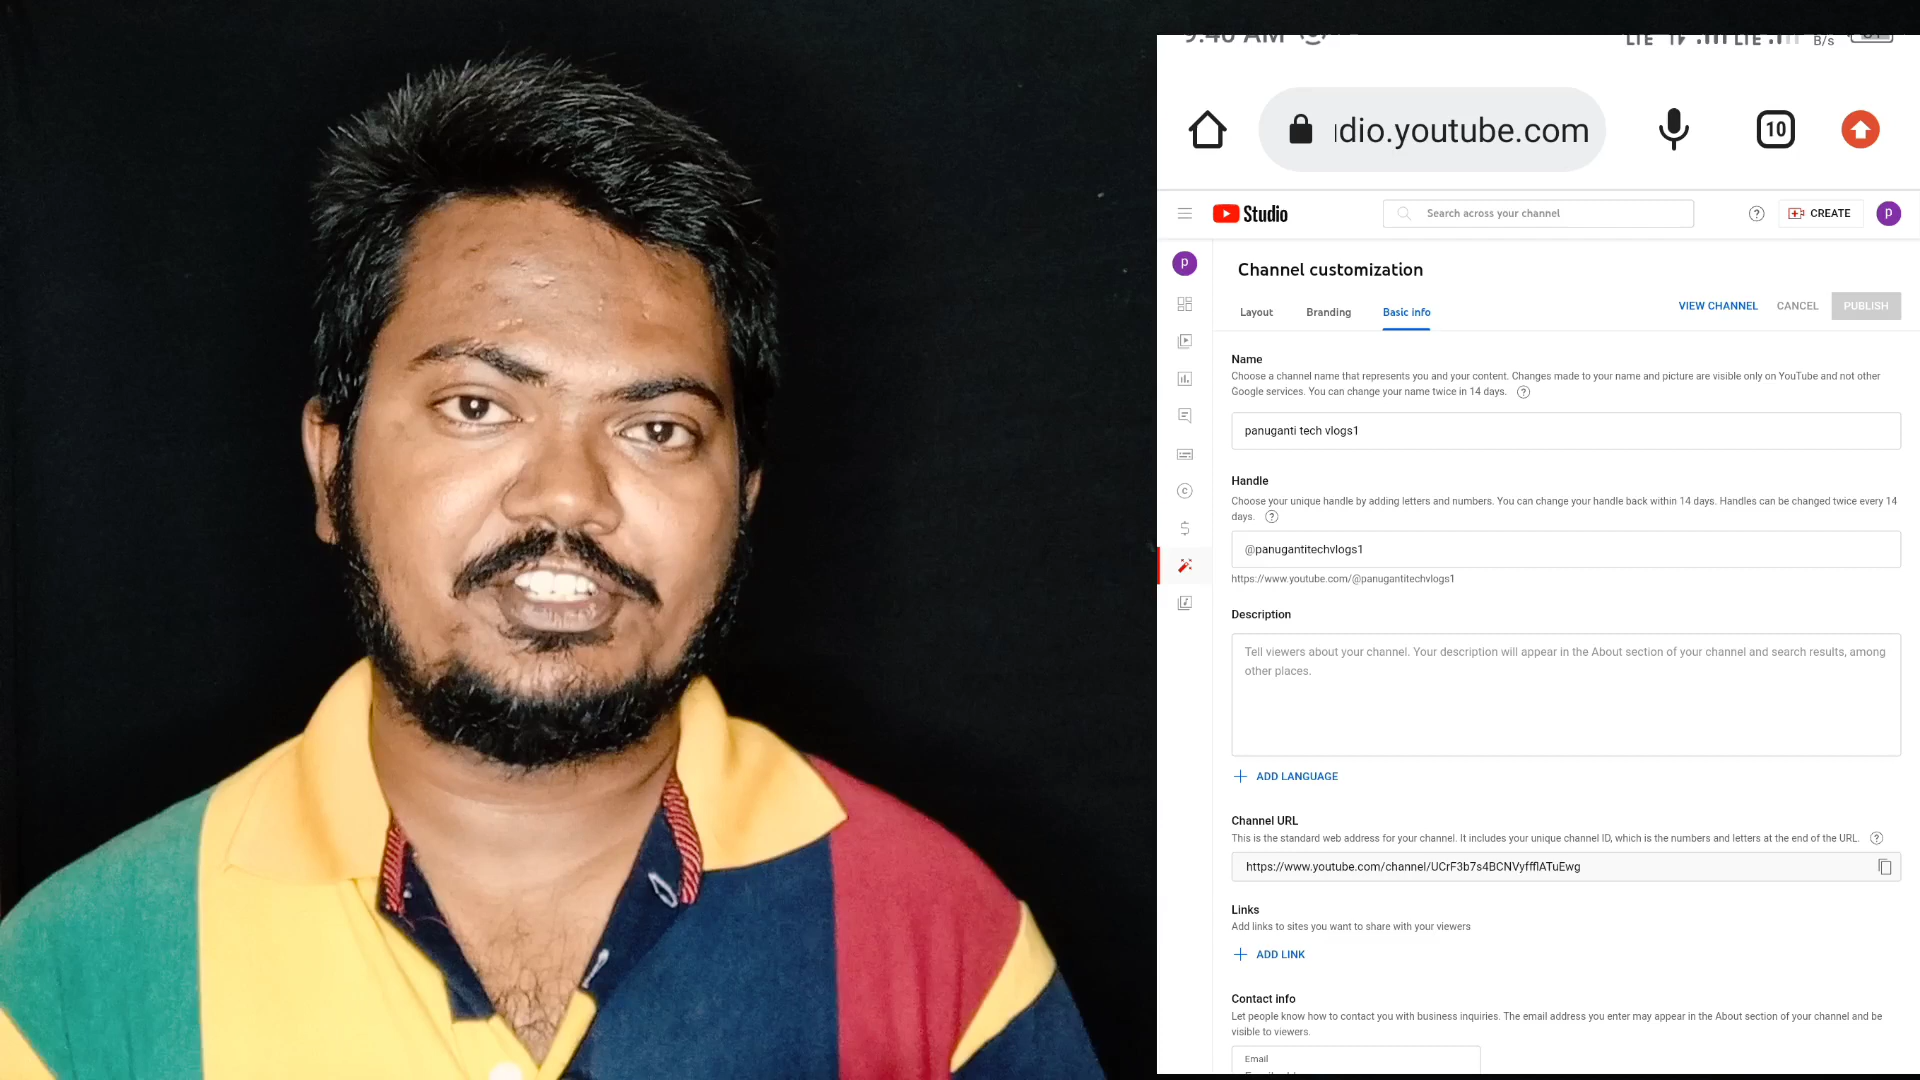 9:46 AM
LTE LTE B/s
dio.youtube.com
10
Studio
Search across your channel
CREATE
p
p
Channel customization
Layout Branding Basic info
VIEW CHANNEL CANCEL PUBLISH
Name
Choose a channel name that represents you and your content. Changes made to your name and picture are visible only on YouTube and not other
Google services. You can change your name twice in 14 days.
panuganti tech vlogs1
Handle
Choose your unique handle by adding letters and numbers. You can change your handle back within 14 days. Handles can be changed twice every 14
days.
@panugantitechvlogs1
https://www.youtube.com/@panugantitechvlogs1
Description
Tell viewers about your channel. Your description will appear in the About section of your channel and search results, among
other places.
ADD LANGUAGE
Channel URL
This is the standard web address for your channel. It includes your unique channel ID, which is the numbers and letters at the end of the URL.
https://www.youtube.com/channel/UCrF3b7s4BCNVyffflATuEwg
Links
Add links to sites you want to share with your viewers
ADD LINK
Contact info
Let people know how to contact you with business inquiries. The email address you enter may appear in the About section of your channel and be
visible to viewers.
Email